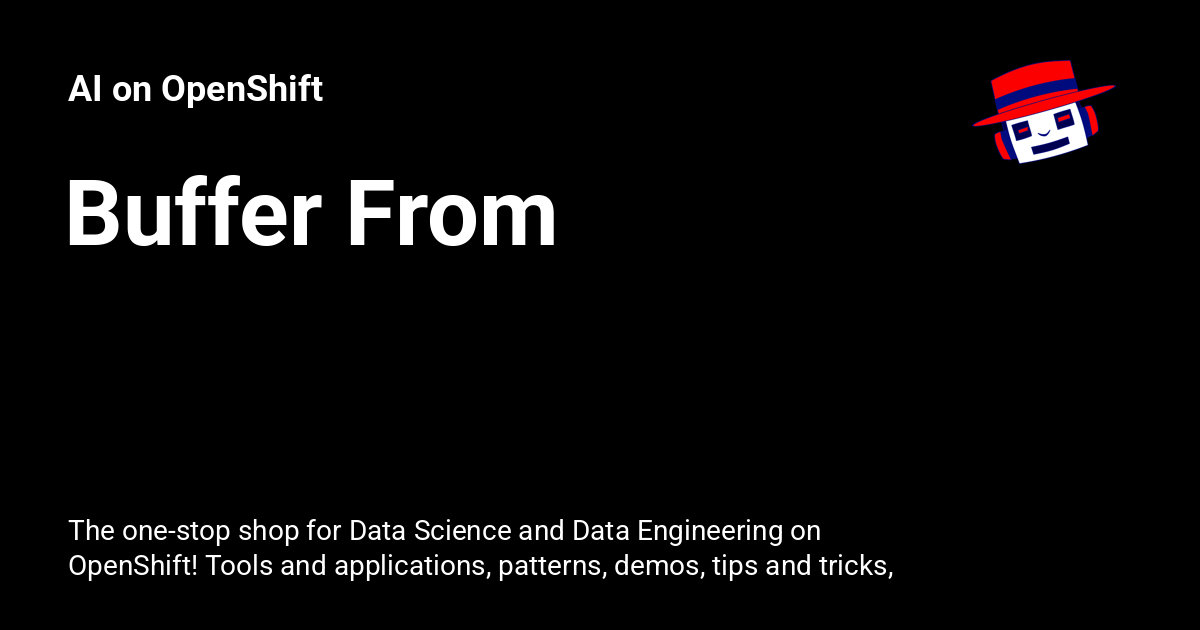 AI on OpenShift
Buffer From
The one-stop shop for Data Science and Data Engineering on
OpenShift! Tools and applications, patterns, demos, tips and tricks,